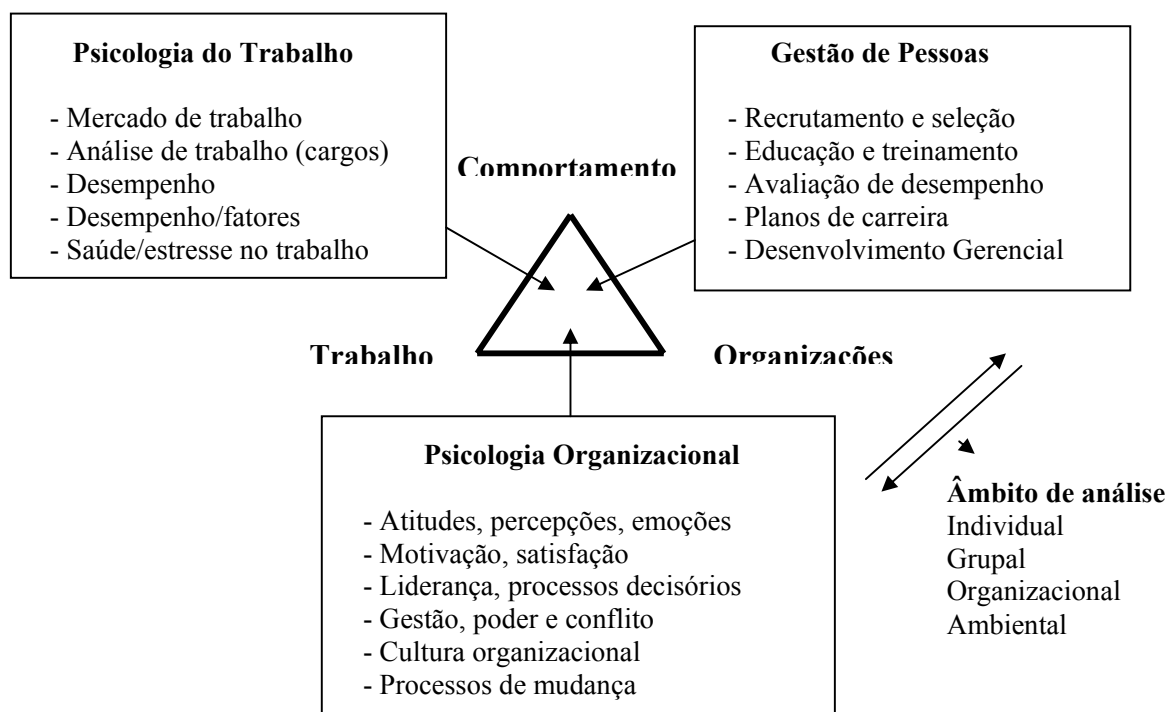 Psicologia do Trabalho
- Mercado de trabalho
- Análise de trabalho (cargos)
- Desempenho
- Desempenho/fatores
- Saúde/estresse no trabalho
Gestão de Pessoas
- Recrutamento e seleção
- Educação e treinamento
- Avaliação de desempenho
- Planos de carreira
- Desenvolvimento Gerencial
Comportamento
Trabalho
Organizações
Psicologia Organizacional
- Atitudes, percepções, emoções
- Motivação, satisfação
- Liderança, processos decisórios
- Gestão, poder e conflito
- Cultura organizacional
- Processos de mudança
Âmbito de análise
Individual
Grupal
Organizacional
Ambiental